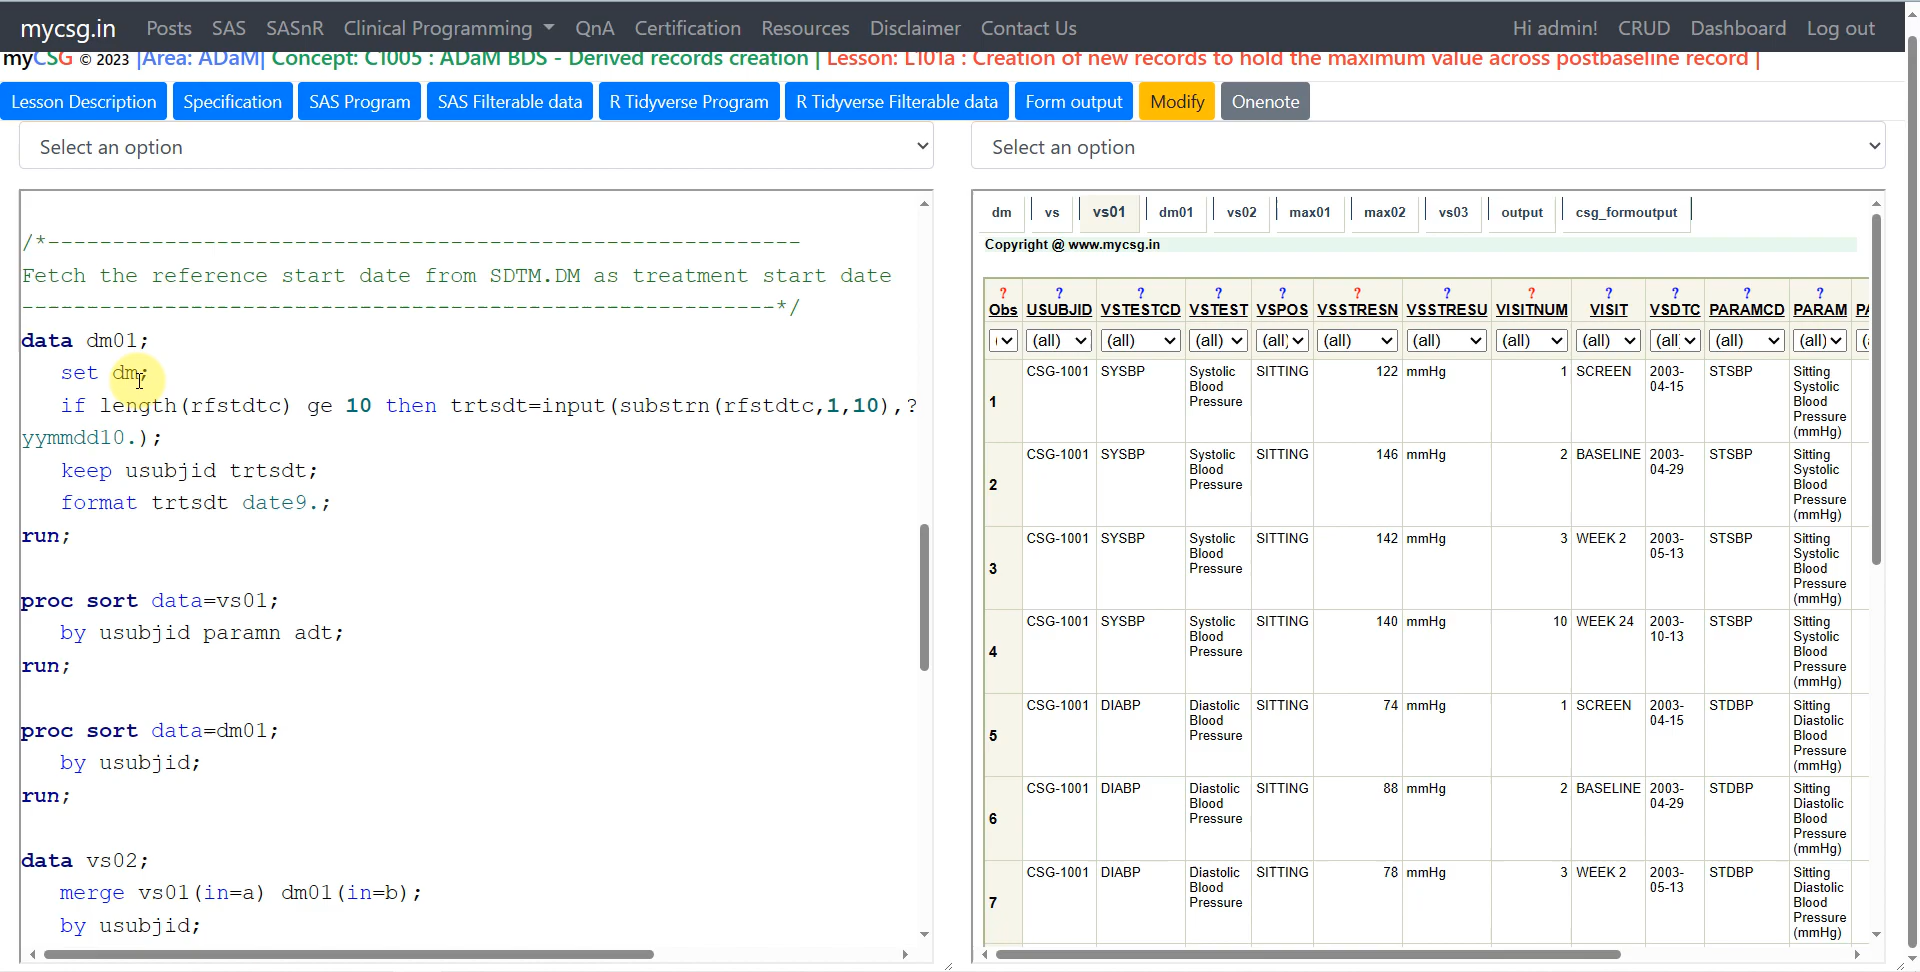 mycsg.in Posts SAS SASnR Clinical Programming QnA Certification Resources Disclaimer Contact Us Hi admin! CRUD Dashboard Log out
myCSG © 2023 |Area: ADaM| Concept: C1005 : ADaM BDS - Derived records creation | Lesson: L101a : Creation of new records to hold the maximum value across postbaseline record |
Lesson Description Specification SAS Program SAS Filterable data R Tidyverse Program R Tidyverse Filterable data Form output Modify Onenote
Select an option
/*----------------------------------------------------------
Fetch the reference start date from SDTM.DM as treatment start date
----------------------------------------------------------*/
data dm01;
set dm;
if length(rfstdtc) ge 10 then trtsdt=input(substrn(rfstdtc,1,10),?
yymmdd10.);
keep usubjid trtsdt;
format trtsdt date9.;
run;
proc sort data=vs01;
by usubjid paramn adt;
run;
proc sort data=dm01;
by usubjid;
run;
data vs02;
merge vs01(in=a) dm01(in=b);
by usubjid;
Select an option
dm vs vs01 dm01 vs02 max01 max02 vs03 output csg_formoutput
Copyright @ www.mycsg.in
? ? ? ? ? ? ? ? ? ? ? ?
Obs USUBJID VSTESTCD VSTEST VSPOS VSSTRESN VSSTRESU VISITNUM VISIT VSDTC PARAMCD PARAM PA
( (all) (all) (all) (all) (all) (all) (all) (all) (all) (all) (all) (
1 CSG-1001 SYSBP Systolic Blood Pressure SITTING 122 mmHg 1 SCREEN 2003-04-15 STSBP Sitting Systolic Blood Pressure (mmHg)
2 CSG-1001 SYSBP Systolic Blood Pressure SITTING 146 mmHg 2 BASELINE 2003-04-29 STSBP Sitting Systolic Blood Pressure (mmHg)
3 CSG-1001 SYSBP Systolic Blood Pressure SITTING 142 mmHg 3 WEEK 2 2003-05-13 STSBP Sitting Systolic Blood Pressure (mmHg)
4 CSG-1001 SYSBP Systolic Blood Pressure SITTING 140 mmHg 10 WEEK 24 2003-10-13 STSBP Sitting Systolic Blood Pressure (mmHg)
5 CSG-1001 DIABP Diastolic Blood Pressure SITTING 74 mmHg 1 SCREEN 2003-04-15 STDBP Sitting Diastolic Blood Pressure (mmHg)
6 CSG-1001 DIABP Diastolic Blood Pressure SITTING 88 mmHg 2 BASELINE 2003-04-29 STDBP Sitting Diastolic Blood Pressure (mmHg)
7 CSG-1001 DIABP Diastolic Blood Pressure SITTING 78 mmHg 3 WEEK 2 2003-05-13 STDBP Sitting Diastolic Blood Pressure (mmHg)